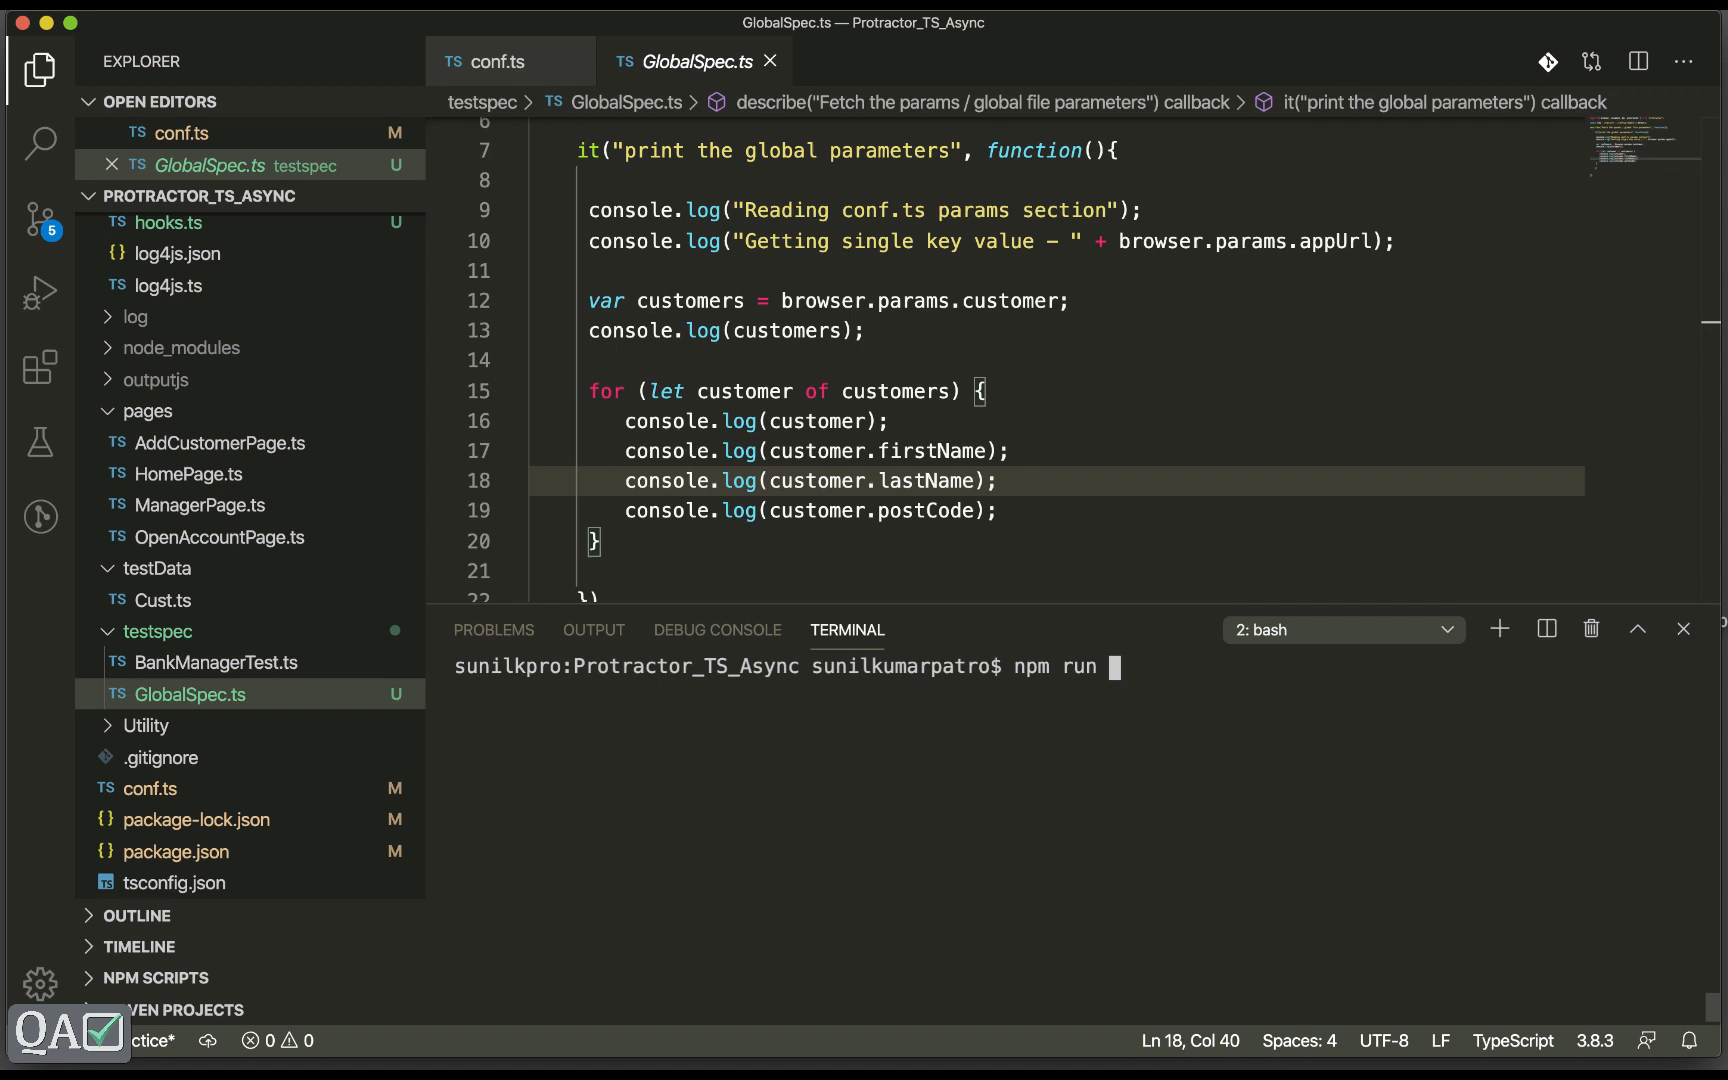 GlobalSpec.ts — Protractor_TS_Async
EXPLORER
OPEN EDITORS
TS conf.ts M
TS GlobalSpec.ts testspec U
PROTRACTOR_TS_ASYNC
TS hooks.ts U
{} log4js.json
TS log4js.ts
log
node_modules
outputjs
pages
TS AddCustomerPage.ts
TS HomePage.ts
TS ManagerPage.ts
TS OpenAccountPage.ts
testData
TS Cust.ts
testspec
TS BankManagerTest.ts
TS GlobalSpec.ts U
Utility
.gitignore
TS conf.ts M
{} package-lock.json M
{} package.json M
TS tsconfig.json
OUTLINE
TIMELINE
NPM SCRIPTS
VEN PROJECTS
5
TS conf.ts
TS GlobalSpec.ts
testspec > TS GlobalSpec.ts > describe("Fetch the params / global file parameters") callback > it("print the global parameters") callback
6
7 it("print the global parameters", function(){
8
9 console.log("Reading conf.ts params section");
10 console.log("Getting single key value - " + browser.params.appUrl);
11
12 var customers = browser.params.customer;
13 console.log(customers);
14
15 for (let customer of customers) {
16 console.log(customer);
17 console.log(customer.firstName);
18 console.log(customer.lastName);
19 console.log(customer.postCode);
20 }
21
22 })
PROBLEMS OUTPUT DEBUG CONSOLE TERMINAL 2: bash
sunilkpro:Protractor_TS_Async sunilkumarpatro$ npm run
QA
ctice* 0 0 Ln 18, Col 40 Spaces: 4 UTF-8 LF TypeScript 3.8.3